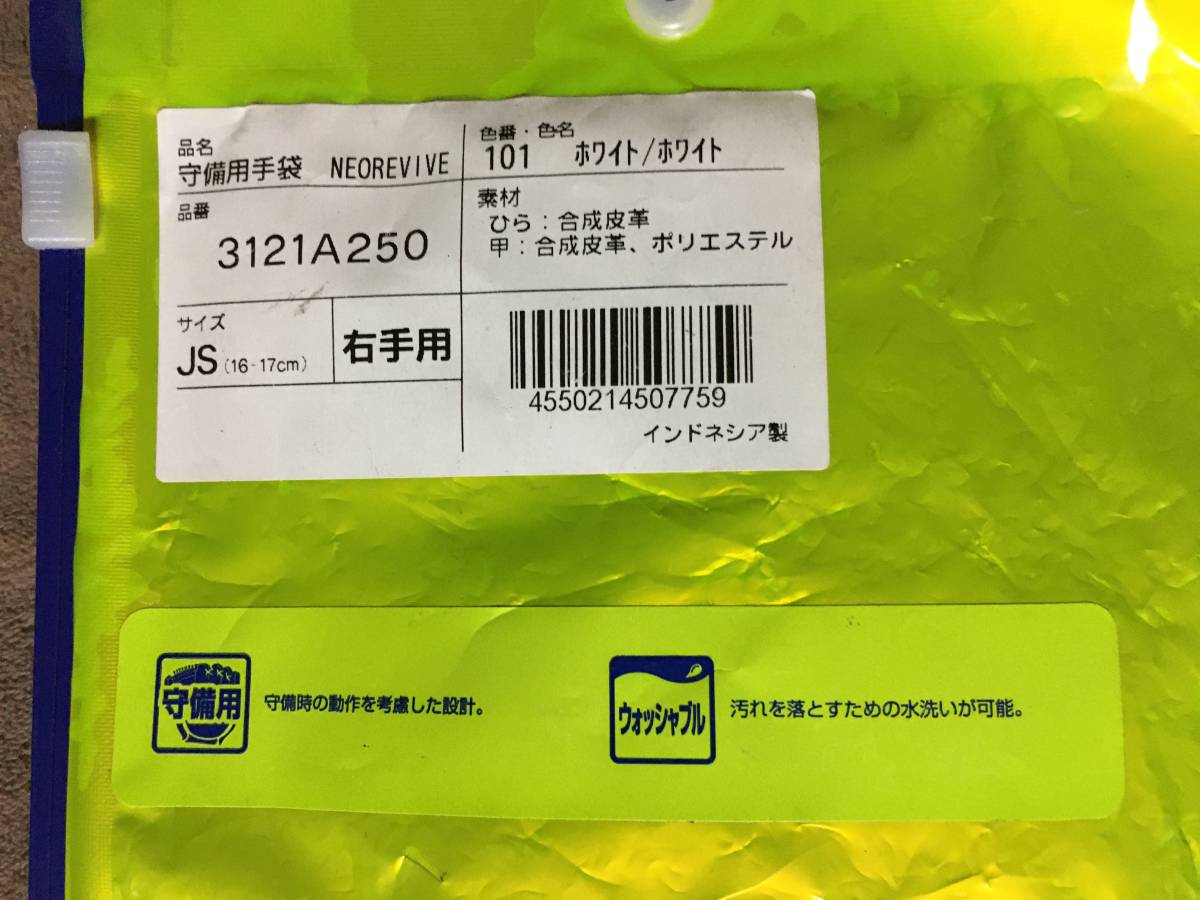 品名
守備用手袋 NEOREVIVE
品番
3121A250
サイズ
JS (16-17cm)
右手用
色番・色名
101 ホワイト/ホワイト
素材
ひら：合成皮革
甲：合成皮革、ポリエステル
4550214507759
インドネシア製
守備用
守備時の動作を考慮した設計。
ウォッシャブル
汚れを落とすための水洗いが可能。